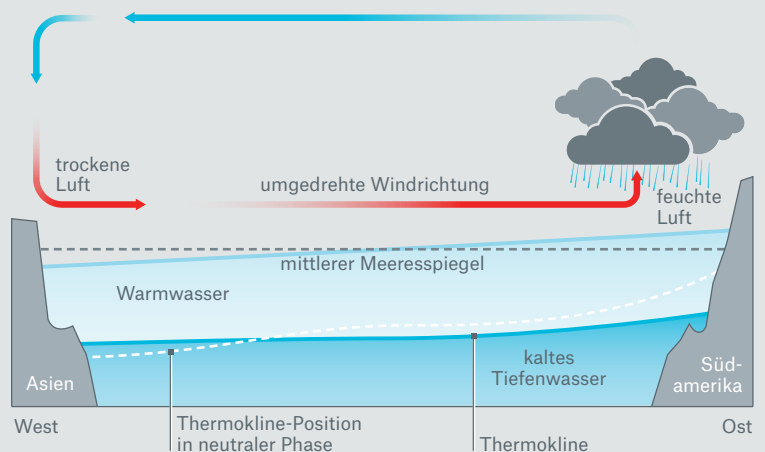 trockene
Luft
umgedrehte Windrichtung
feuchte
Luft
mittlerer Meeresspiegel
Warmwasser
kaltes
Tiefenwasser
Asien
Süd-
amerika
West
Thermokline-Position
in neutraler Phase
Thermokline
Ost